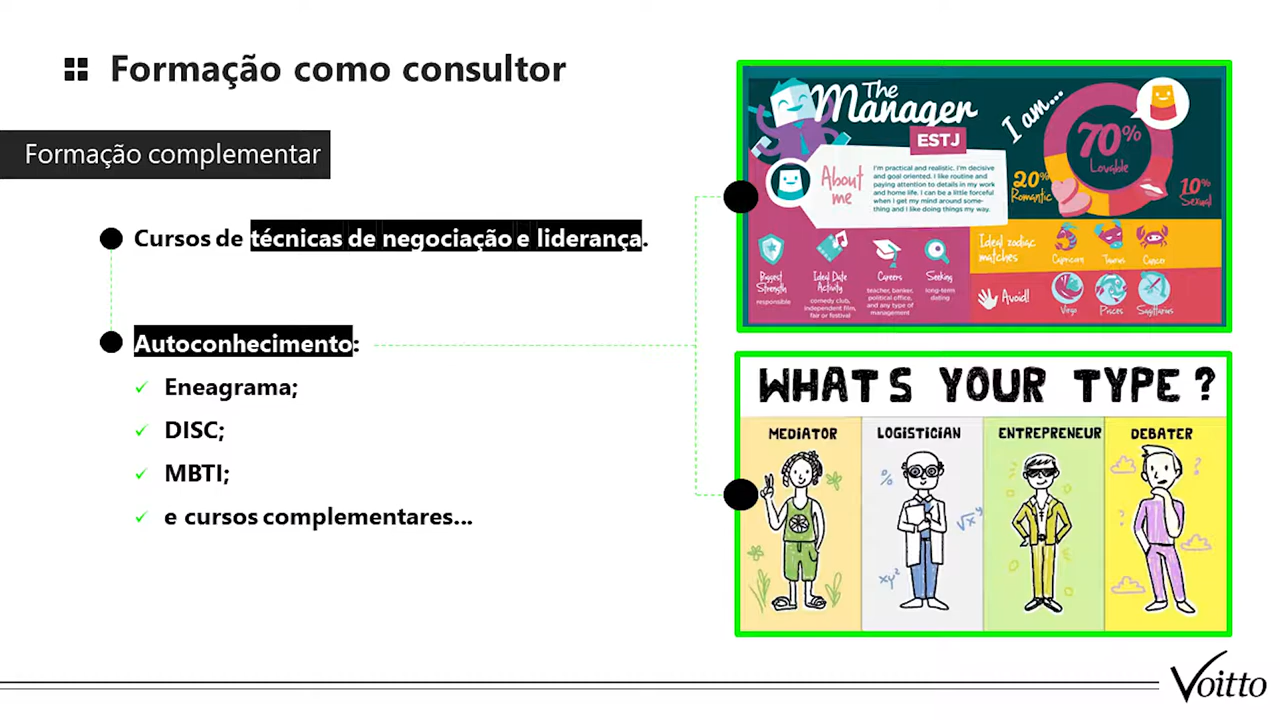 Formação como consultor
Formação complementar
Cursos de técnicas de negociação e liderança.
Autoconhecimento:
Eneagrama;
DISC;
MBTI;
e cursos complementares...
The
Manager
ESTJ
About
me
I'm practical and realistic. I'm decisive
and goal oriented. I like routine and
paying attention to details in my work
and home life. I can be a little forceful
when I get my mind around some-
thing and I like doing things my way.
I am...
70%
Lovable
20%
Romantic
10%
Sexual
Biggest
Strength
responsible
Ideal Date
Activity
comedy club,
independent film,
fair or festival
Careers
teacher, banker,
political office,
and any type of
management
Seeking
long-term
dating
Ideal zodiac
matches
Capricorn
Taurus
Cancer
Avoid!
Virgo
Pisces
Sagittarius
WHATS YOUR TYPE?
MEDIATOR
LOGISTICIAN
ENTREPRENEUR
DEBATER
%
√x^y
xy²
?
?
Voitto